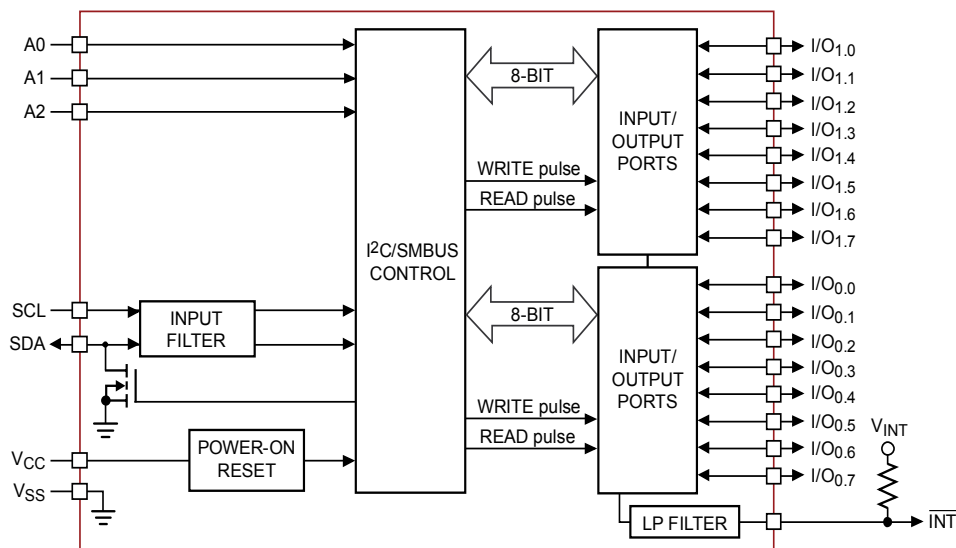 A0
A1
A2
SCL
SDA
VCC
VSS
INPUT
FILTER
POWER-ON
RESET
I2C/SMBUS
CONTROL
8-BIT
WRITE pulse
READ pulse
8-BIT
WRITE pulse
READ pulse
INPUT/
OUTPUT
PORTS
INPUT/
OUTPUT
PORTS
LP FILTER
I/O1.0
I/O1.1
I/O1.2
I/O1.3
I/O1.4
I/O1.5
I/O1.6
I/O1.7
I/O0.0
I/O0.1
I/O0.2
I/O0.3
I/O0.4
I/O0.5
I/O0.6
I/O0.7
VINT
INT